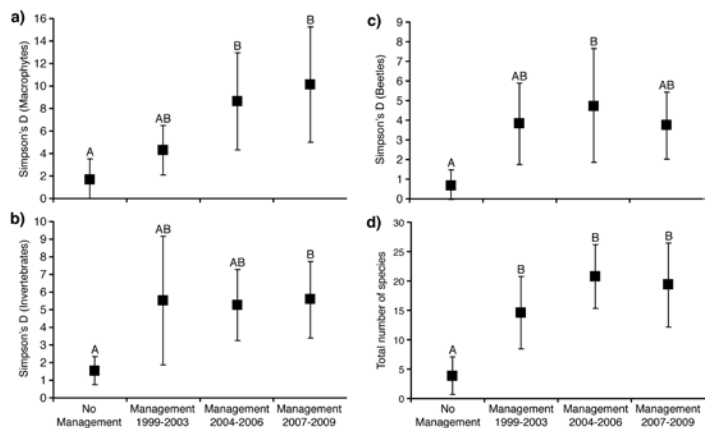 a)
Simpson's D (Macrophytes)
16
14
12
10
8
6
4
2
0
A
AB
B
B
b)
Simpson's D (Invertebrates)
10
9
8
7
6
5
4
3
2
1
0
A
AB
AB
B
No Management
Management 1999-2003
Management 2004-2006
Management 2007-2009
c)
Simpson's D (Beetles)
9
8
7
6
5
4
3
2
1
0
A
AB
B
AB
d)
Total number of species
30
25
20
15
10
5
0
A
B
B
B
No Management
Management 1999-2003
Management 2004-2006
Management 2007-2009